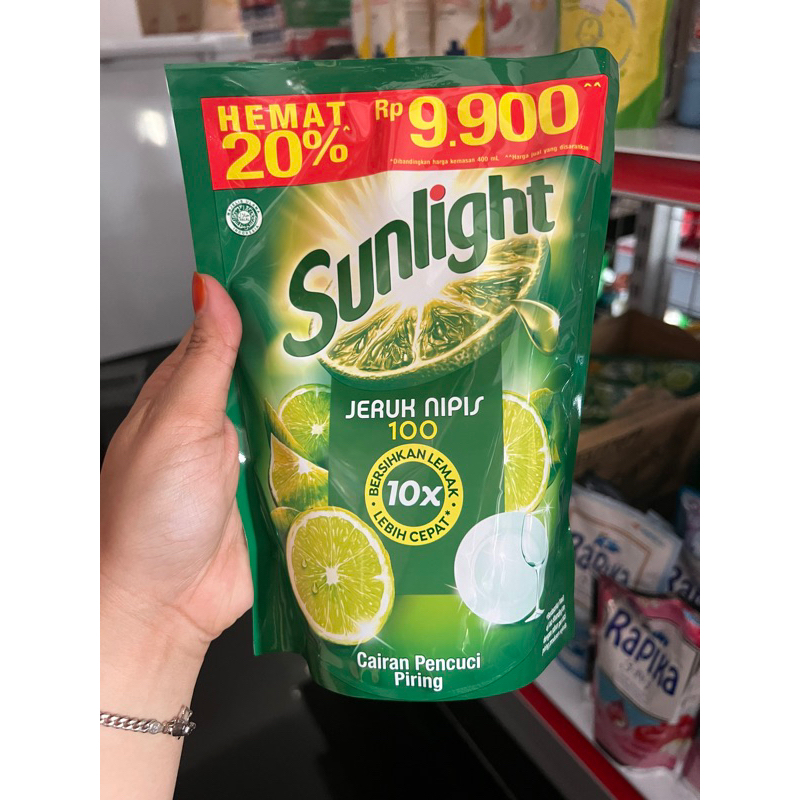 HEMAT
20%^
Rp 9.900^^
*Dibandingkan harga kemasan 400 mL. ^^Harga jual yang disarankan
Sunlight
JERUK NIPIS
100
BERSIHKAN LEMAK
10x
LEBIH CEPAT*
Cairan Pencuci
Piring
RaPiKa
RaPiKa